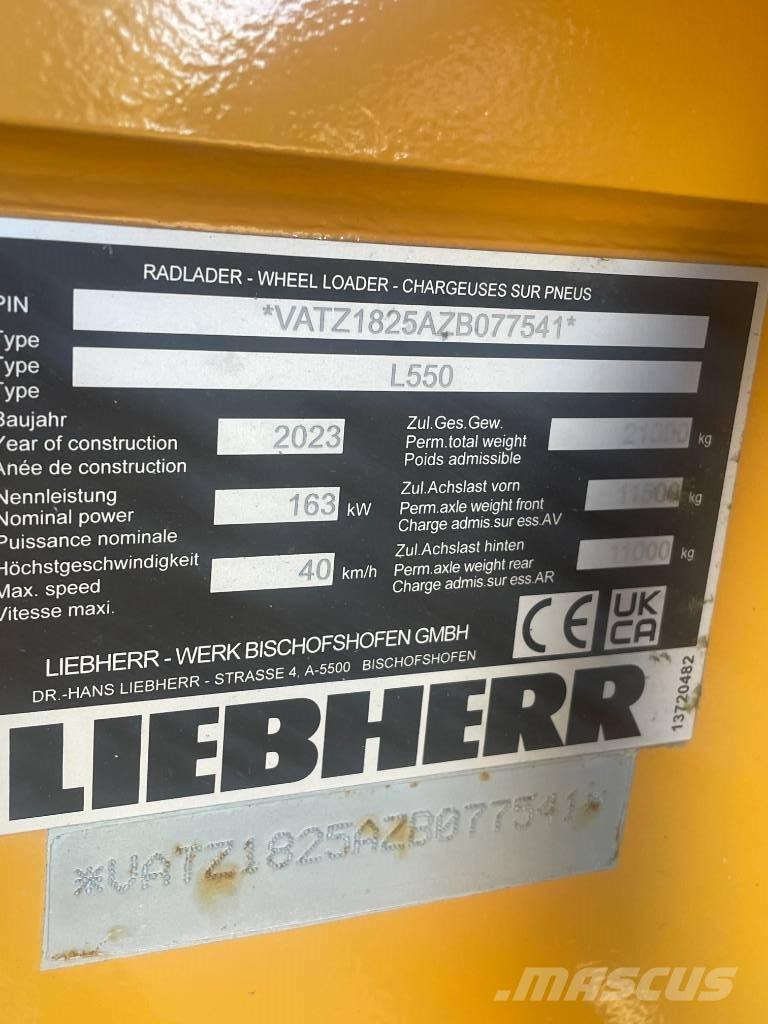 RADLADER - WHEEL LOADER - CHARGEUSES SUR PNEUS
PIN *VATZ1825AZB077541*
Type
Type L550
Type
Baujahr
Year of construction 2023
Anée de construction
Nennleistung
Nominal power 163 kW
Puissance nominale
Höchstgeschwindigkeit
Max. speed 40 km/h
Vitesse maxi.
Zul.Ges.Gew.
Perm.total weight 21000 kg
Poids admissible
Zul.Achslast vorn
Perm.axle weight front 11500 kg
Charge admis.sur ess.AV
Zul.Achslast hinten
Perm.axle weight rear 11000 kg
Charge admis.sur ess.AR
CE UK CA
LIEBHERR - WERK BISCHOFSHOFEN GMBH
DR.-HANS LIEBHERR - STRASSE 4, A-5500 BISCHOFSHOFEN
LIEBHERR
13720482
*VATZ1825AZB077541*
MASCUS